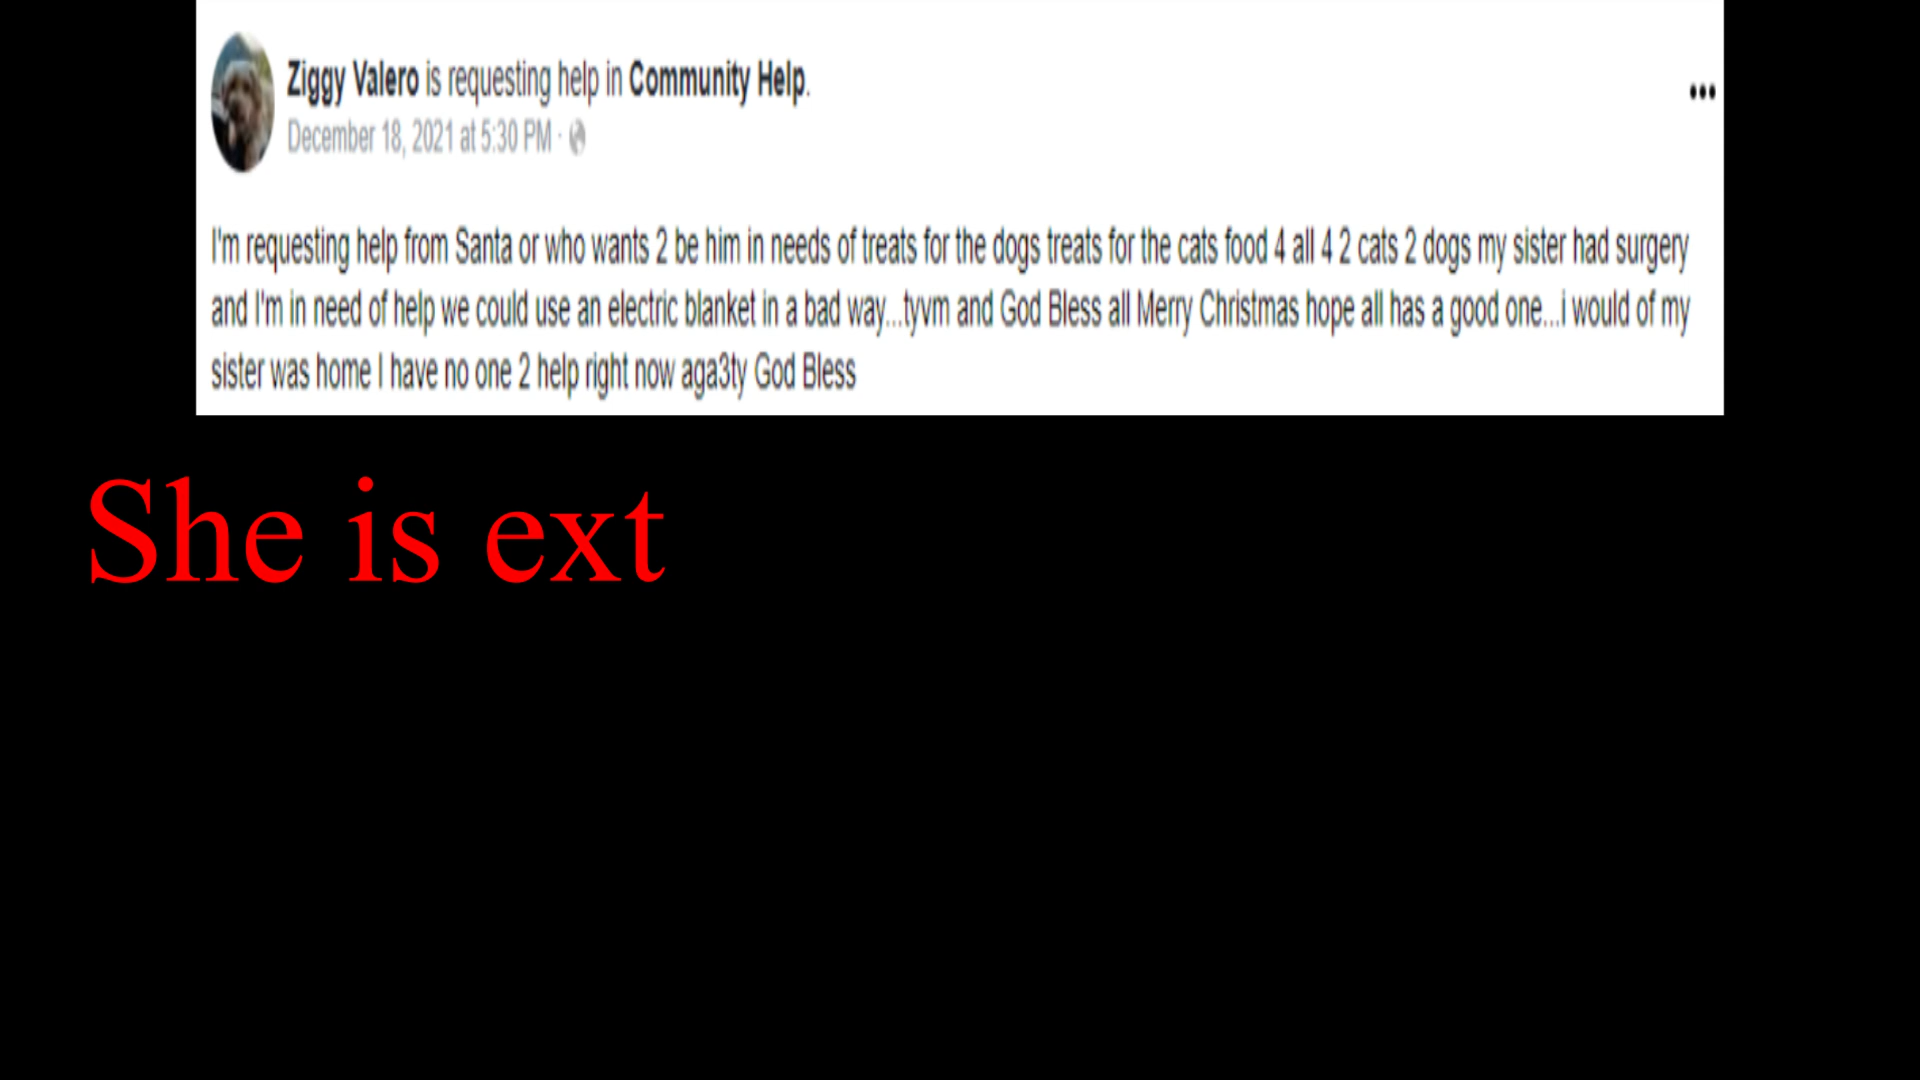 Ziggy Valero is requesting help in Community Help.
December 18, 2021 at 5:30 PM ·
I'm requesting help from Santa or who wants 2 be him in needs of treats for the dogs treats for the cats food 4 all 4 2 cats 2 dogs my sister had surgery
and I'm in need of help we could use an electric blanket in a bad way...tyvm and God Bless all Merry Christmas hope all has a good one...i would of my
sister was home I have no one 2 help right now aga3ty God Bless
She is ext